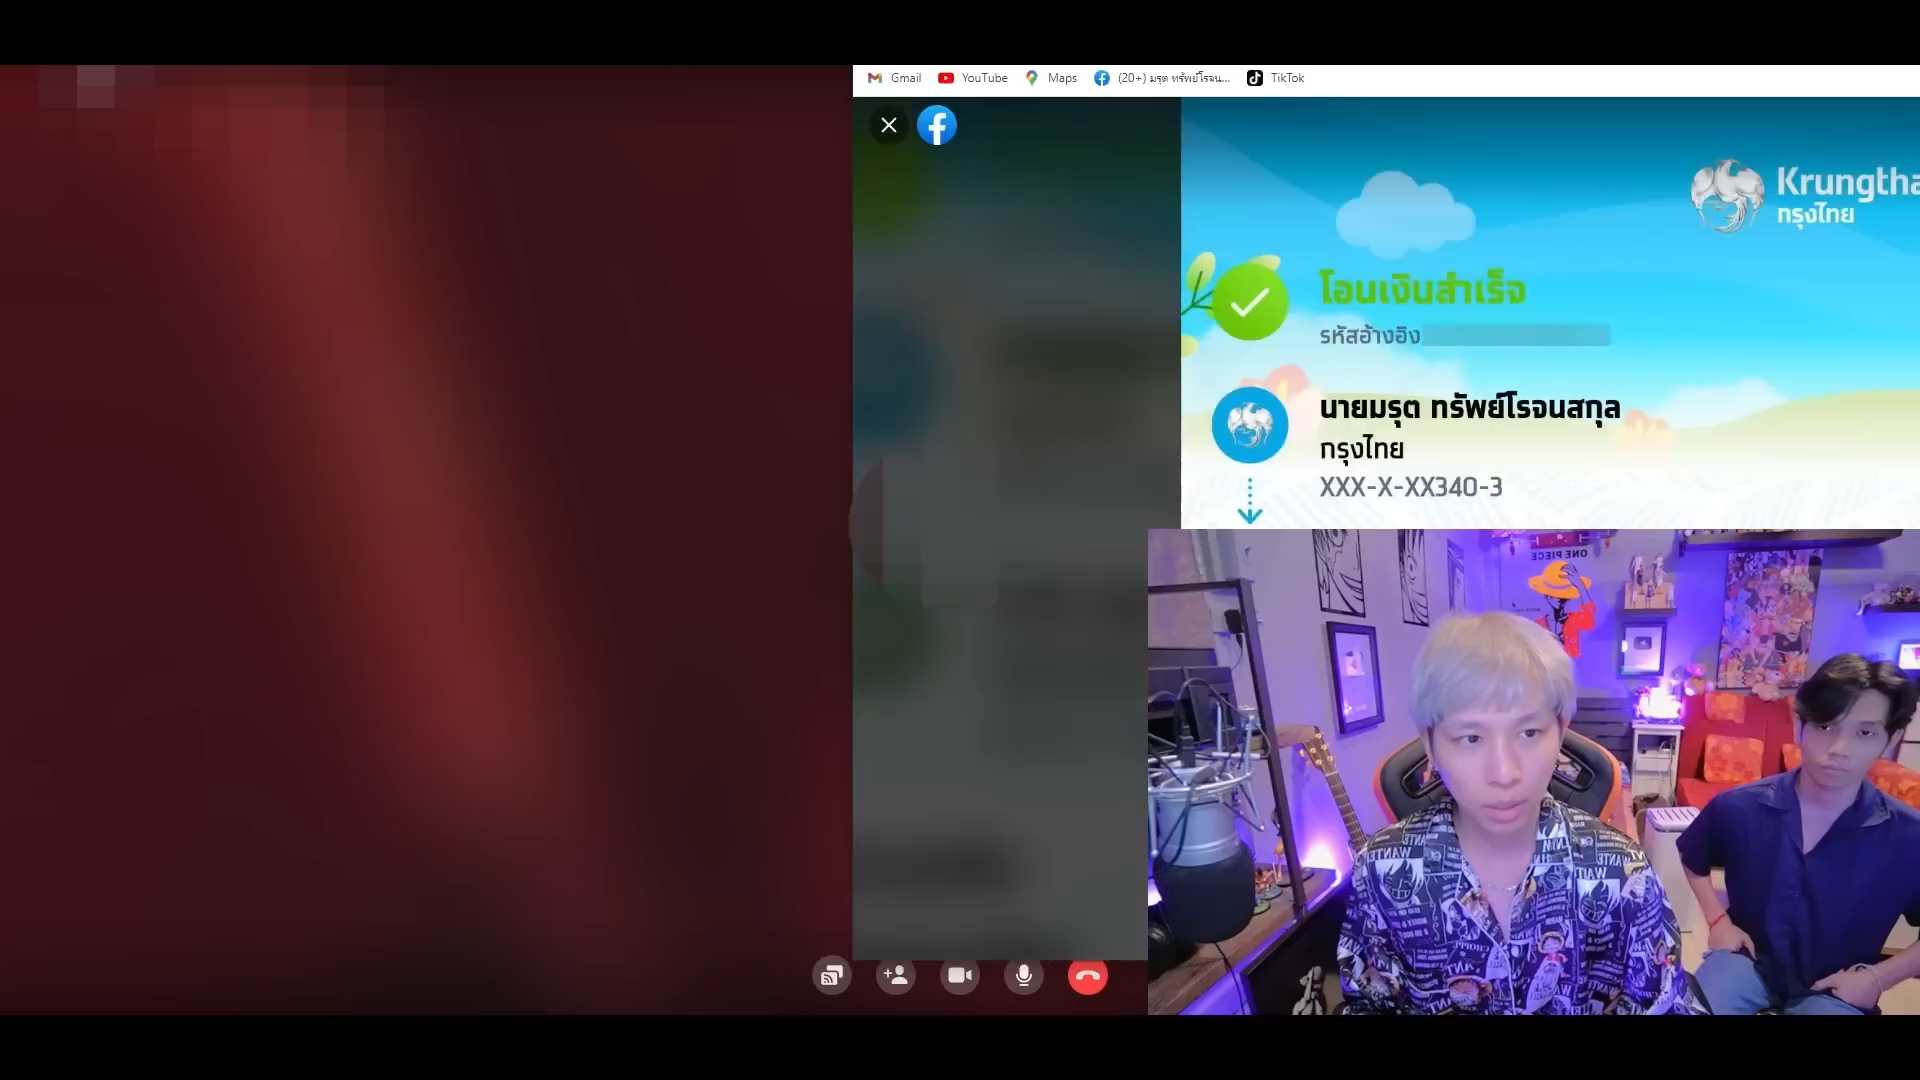 Gmail
YouTube
Maps
(20+) มรุต ทรัพย์โรจน...
TikTok
กรุงไทย
โอนเงินสำเร็จ
รหัสอ้างอิง
นายมรุต ทรัพย์โรจนสกุล
กรุงไทย
XXX-X-XX340-3
ONE PIECE
WANT